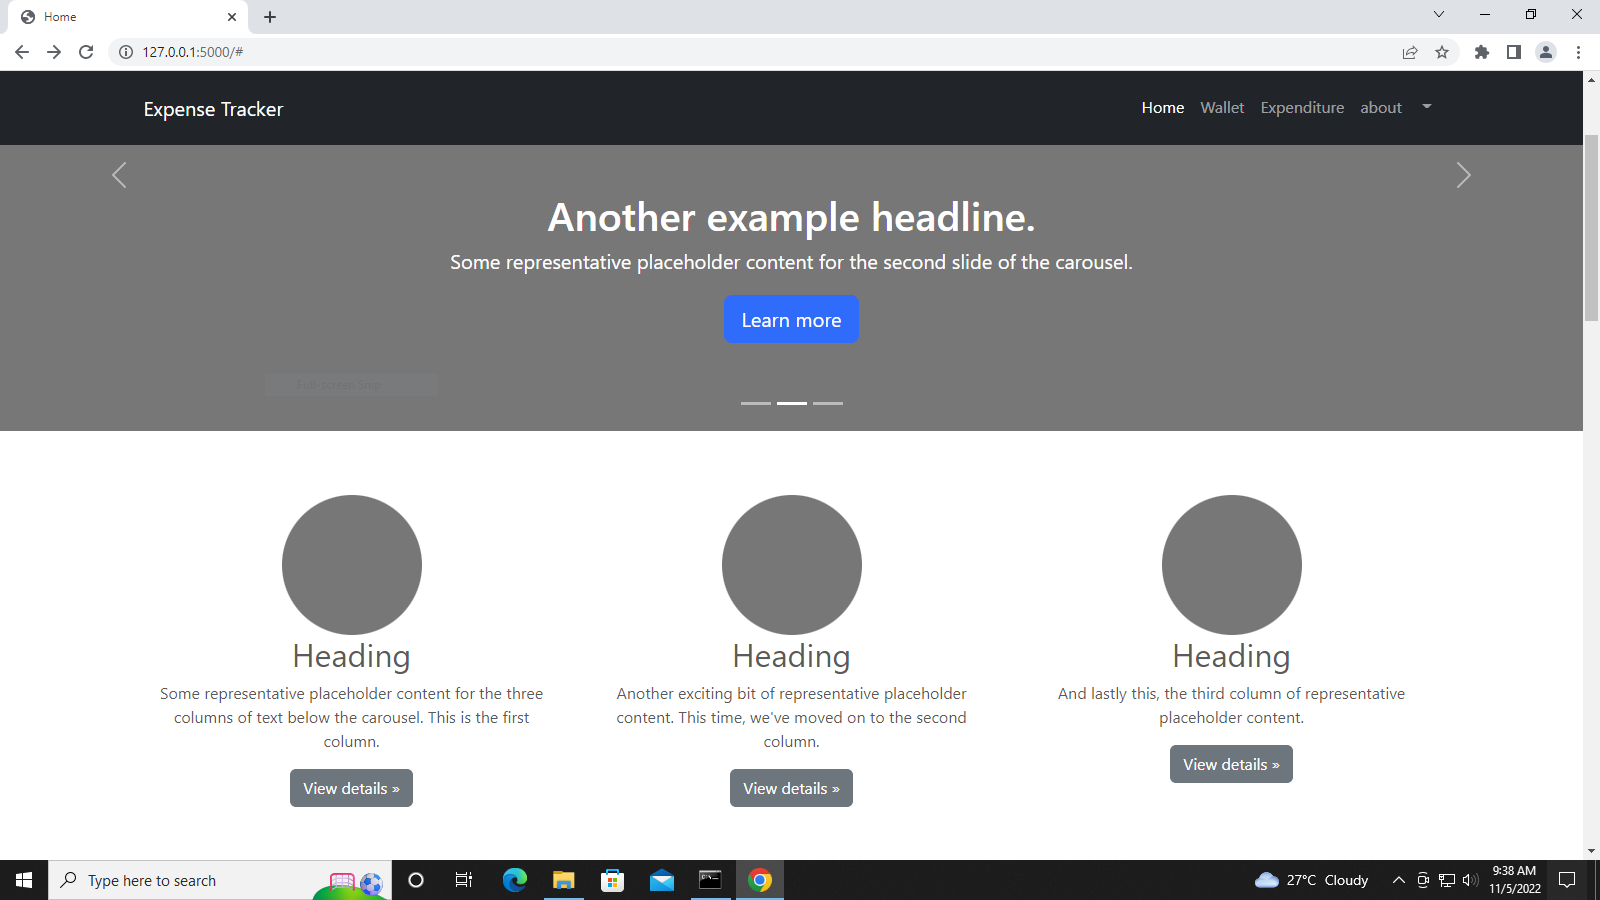 Home
127.0.0.1:5000/#
Expense Tracker
Home Wallet Expenditure about
Another example headline.
Some representative placeholder content for the second slide of the carousel.
Learn more
Full-screen Snip
Heading
Some representative placeholder content for the three
columns of text below the carousel. This is the first
column.
View details »
Heading
Another exciting bit of representative placeholder
content. This time, we've moved on to the second
column.
View details »
Heading
And lastly this, the third column of representative
placeholder content.
View details »
Type here to search
27°C Cloudy
9:38 AM
11/5/2022